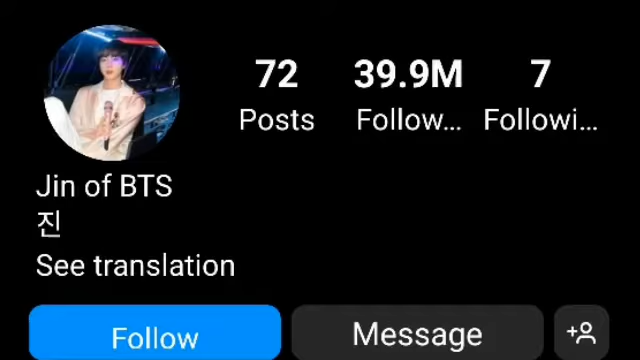 72 39.9M 7
Posts Follow... Followi...
Jin of BTS
진
See translation
Follow Message